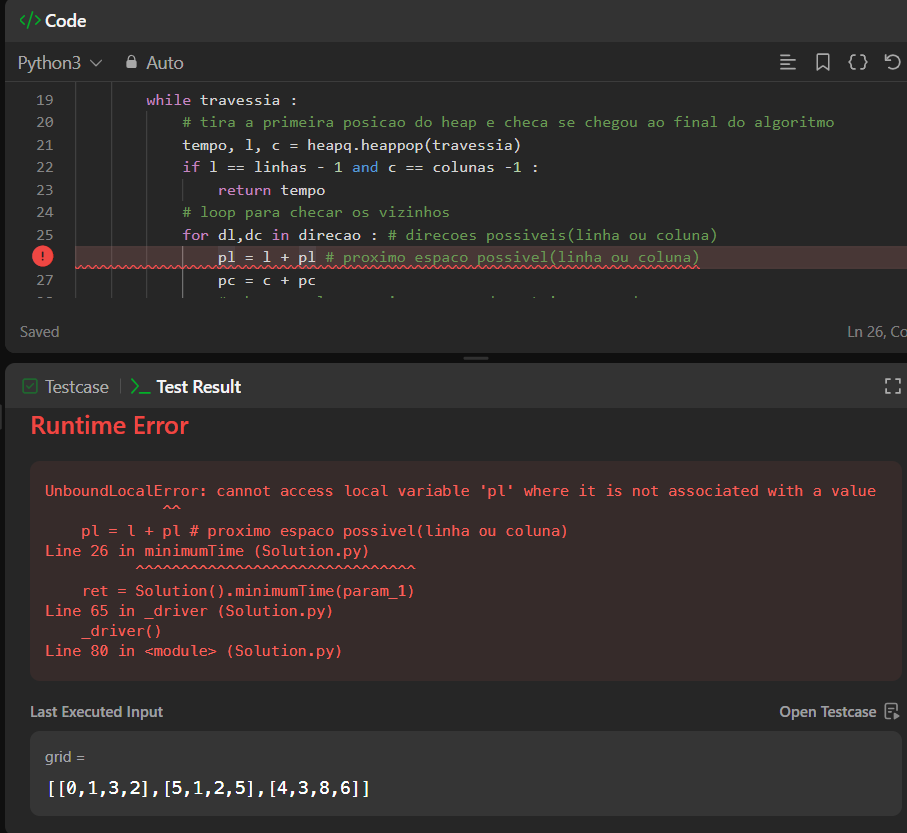 </> Code
Python3 Auto
19 while travessia :
20 # tira a primeira posicao do heap e checa se chegou ao final do algoritmo
21 tempo, l, c = heapq.heappop(travessia)
22 if l == linhas - 1 and c == colunas -1 :
23 return tempo
24 # loop para checar os vizinhos
25 for dl,dc in direcao : # direcoes possiveis(linha ou coluna)
! pl = l + pl # proximo espaco possivel(linha ou coluna)
27 pc = c + pc
Saved Ln 26, Co
Testcase >_ Test Result
Runtime Error
UnboundLocalError: cannot access local variable 'pl' where it is not associated with a value
^^
pl = l + pl # proximo espaco possivel(linha ou coluna)
Line 26 in minimumTime (Solution.py)
^^^^^^^^^^^^^^^^^^^^^^^^^^^^^^^
ret = Solution().minimumTime(param_1)
Line 65 in _driver (Solution.py)
_driver()
Line 80 in <module> (Solution.py)
Last Executed Input Open Testcase
grid =
[[0,1,3,2],[5,1,2,5],[4,3,8,6]]